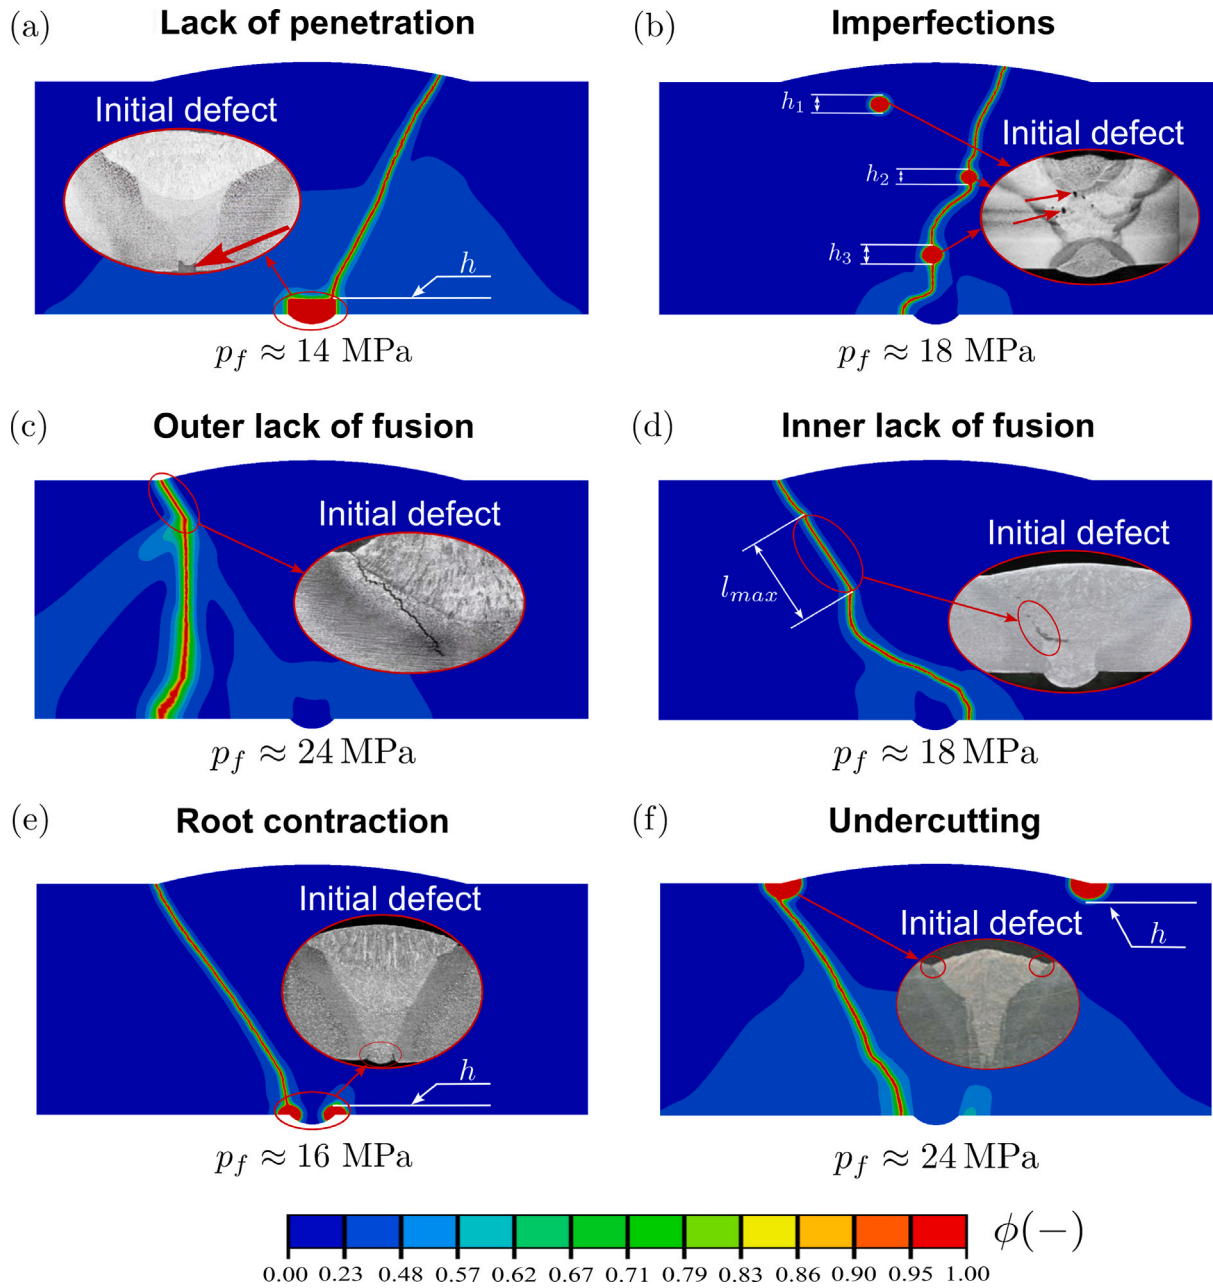 (a) Lack of penetration
Initial defect
h
p_f ≈ 14 MPa
(b) Imperfections
h_1
Initial defect
h_2
h_3
p_f ≈ 18 MPa
(c) Outer lack of fusion
Initial defect
p_f ≈ 24 MPa
(d) Inner lack of fusion
Initial defect
l_{max}
p_f ≈ 18 MPa
(e) Root contraction
Initial defect
h
p_f ≈ 16 MPa
(f) Undercutting
Initial defect
h
p_f ≈ 24 MPa
ϕ(−)
0.00 0.23 0.48 0.57 0.62 0.67 0.71 0.79 0.83 0.86 0.90 0.95 1.00